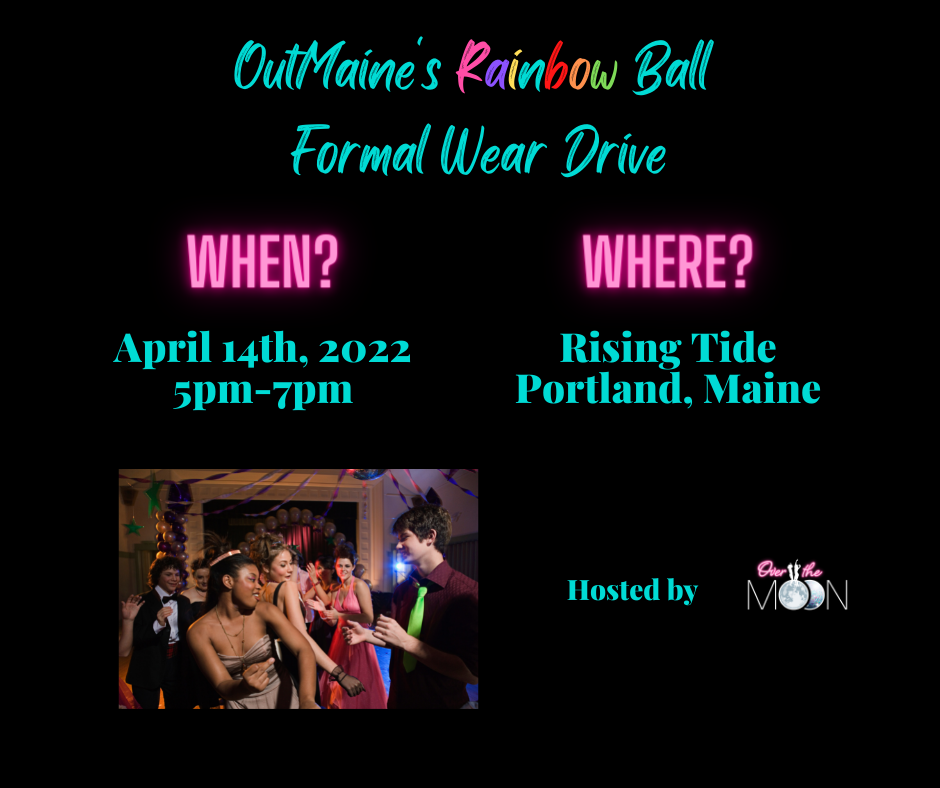 OutMaine's Rainbow Ball
Formal Wear Drive
WHEN?
WHERE?
April 14th, 2022
5pm-7pm
Rising Tide
Portland, Maine
Hosted by
Over the
MOON